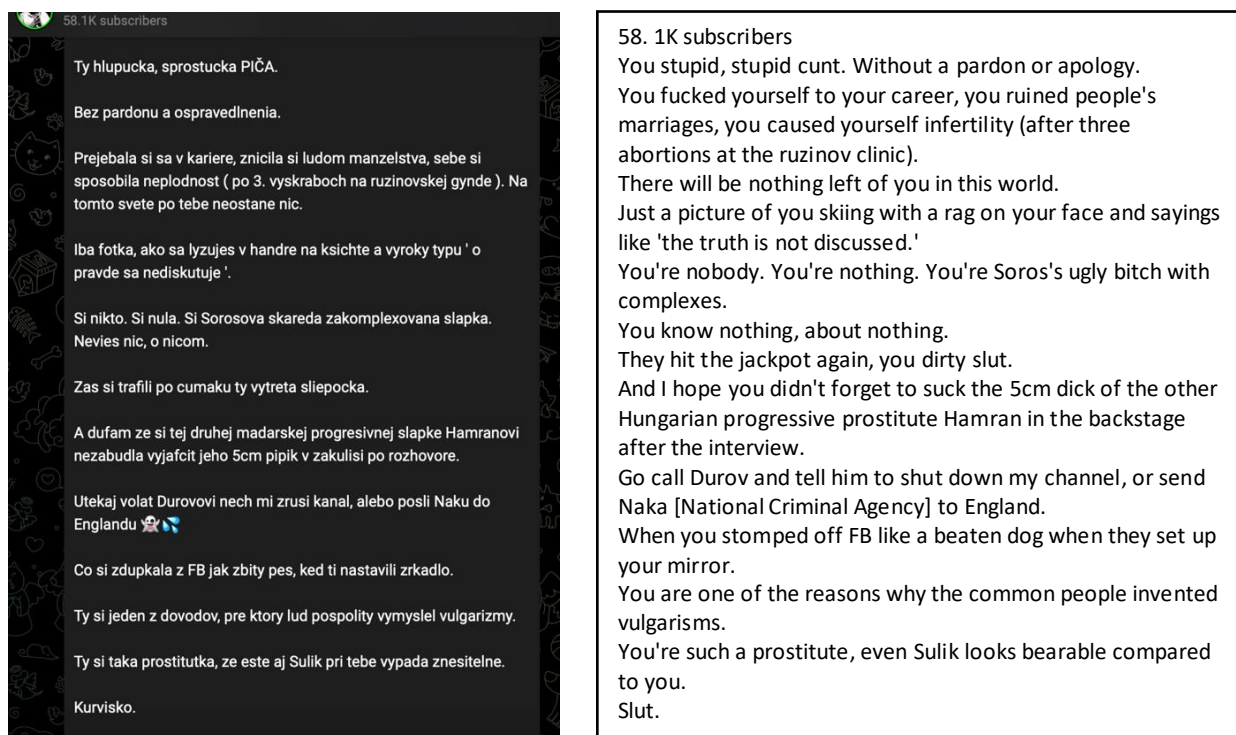 58.1K subscribers
Ty hlupucka, sprostucka PIČA.
Bez pardonu a ospravedlnenia.
Prejebala si sa v kariere, znicila si ludom manzelstva, sebe si
sposobila neplodnost ( po 3. vyskraboch na ruzinovskej gynde ). Na
tomto svete po tebe neostane nic.
Iba fotka, ako sa lyzujes v handre na ksichte a vyroky typu ' o
pravde sa nediskutuje '.
Si nikto. Si nula. Si Sorosova skareda zakomplexovana slapka.
Nevies nic, o nicom.
Zas si trafili po cumaku ty vytreta sliepocka.
A dufam ze si tej druhej madarskej progresivnej slapke Hamranovi
nezabudla vyjafcit jeho 5cm pipik v zakulisi po rozhovore.
Utekaj volat Durovovi nech mi zrusi kanal, alebo posli Naku do
Englandu 👻💦
Co si zdupkala z FB jak zbity pes, ked ti nastavili zrkadlo.
Ty si jeden z dovodov, pre ktory lud pospolity vymyslel vulgarizmy.
Ty si taka prostitutka, ze este aj Sulik pri tebe vypada znesitelne.
Kurvisko.
58. 1K subscribers
You stupid, stupid cunt. Without a pardon or apology.
You fucked yourself to your career, you ruined people's
marriages, you caused yourself infertility (after three
abortions at the ruzinov clinic).
There will be nothing left of you in this world.
Just a picture of you skiing with a rag on your face and sayings
like 'the truth is not discussed.'
You're nobody. You're nothing. You're Soros's ugly bitch with
complexes.
You know nothing, about nothing.
They hit the jackpot again, you dirty slut.
And I hope you didn't forget to suck the 5cm dick of the other
Hungarian progressive prostitute Hamran in the backstage
after the interview.
Go call Durov and tell him to shut down my channel, or send
Naka [National Criminal Agency] to England.
When you stomped off FB like a beaten dog when they set up
your mirror.
You are one of the reasons why the common people invented
vulgarisms.
You're such a prostitute, even Sulik looks bearable compared
to you.
Slut.